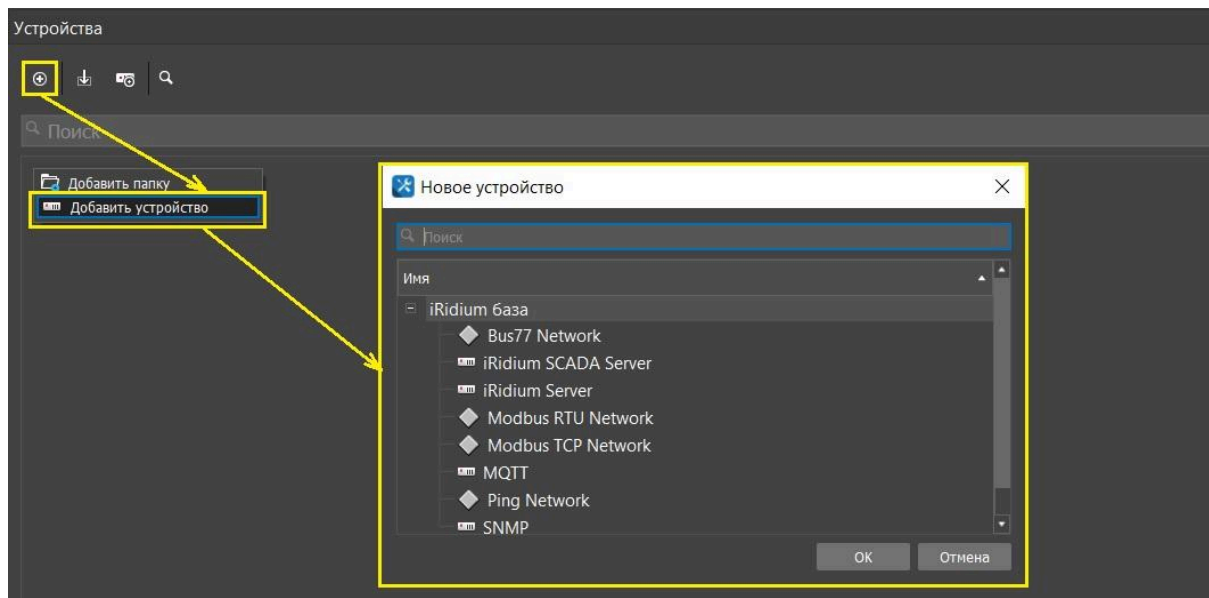 Устройства
Поиск
Добавить папку
Добавить устройство
Новое устройство
Поиск
Имя
iRidium база
Bus77 Network
iRidium SCADA Server
iRidium Server
Modbus RTU Network
Modbus TCP Network
MQTT
Ping Network
SNMP
ОК Отмена